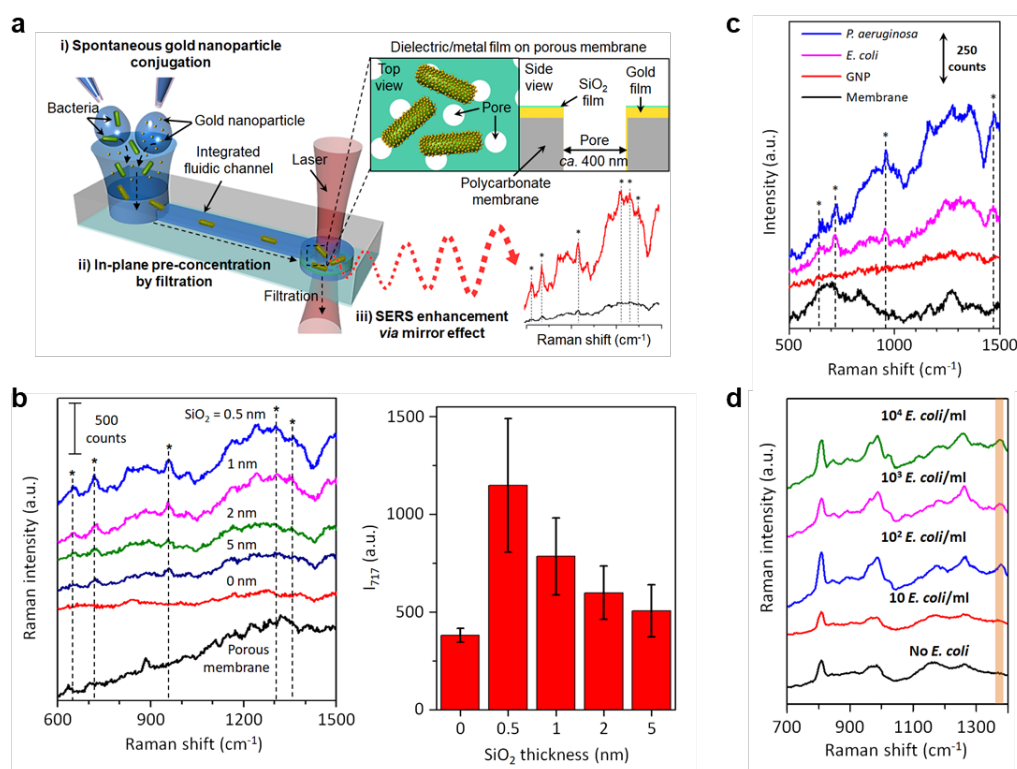 a
i) Spontaneous gold nanoparticle
conjugation
Bacteria
Gold nanoparticle
Integrated
fluidic channel
Laser
ii) In-plane pre-concentration
by filtration
Filtration
iii) SERS enhancement
via mirror effect
Dielectric/metal film on porous membrane
Top
view
Pore
Side
view
SiO2
film
Gold
film
Pore
ca. 400 nm
Polycarbonate
membrane
* * * * * *
Raman shift (cm-1)
b
500
counts
SiO2 = 0.5 nm
* * * * *
1 nm
2 nm
5 nm
0 nm
Porous
membrane
Raman intensity (a.u.)
600 900 1200 1500
Raman shift (cm-1)
I717 (a.u.)
1500
1000
500
0
0 0.5 1 2 5
SiO2 thickness (nm)
c
P. aeruginosa
E. coli
GNP
Membrane
250
counts
* * * *
Intensity (a.u.)
500 1000 1500
Raman shift (cm-1)
d
10^4 E. coli/ml
10^3 E. coli/ml
10^2 E. coli/ml
10 E. coli/ml
No E. coli
Raman intensity (a.u.)
700 900 1100 1300
Raman shift (cm-1)